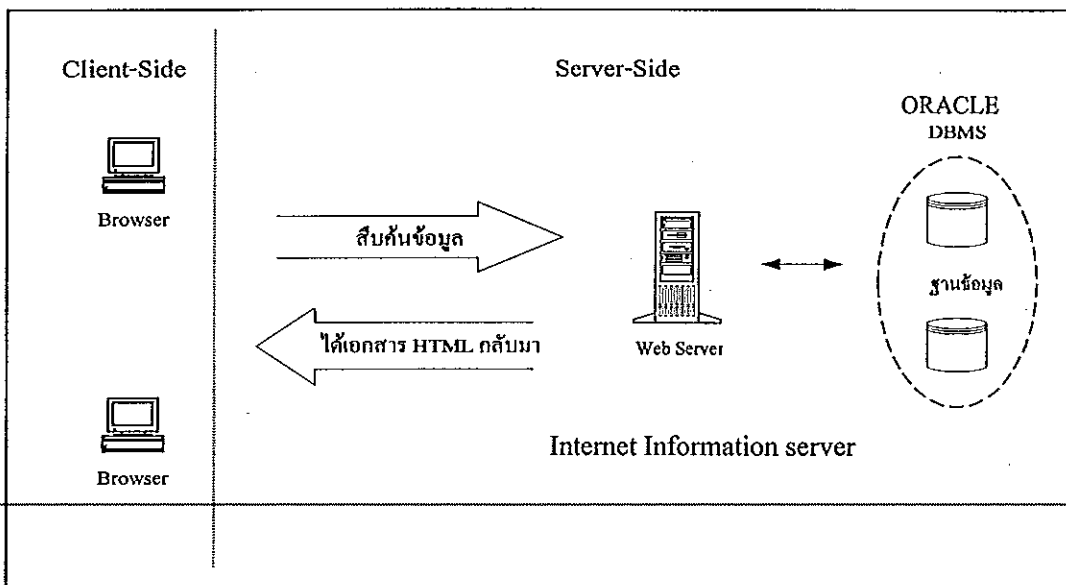 Client-Side
Server-Side
ORACLE
DBMS
Browser
สืบค้นข้อมูล
ฐานข้อมูล
ได้เอกสาร HTML กลับมา
Web Server
Internet Information server
Browser